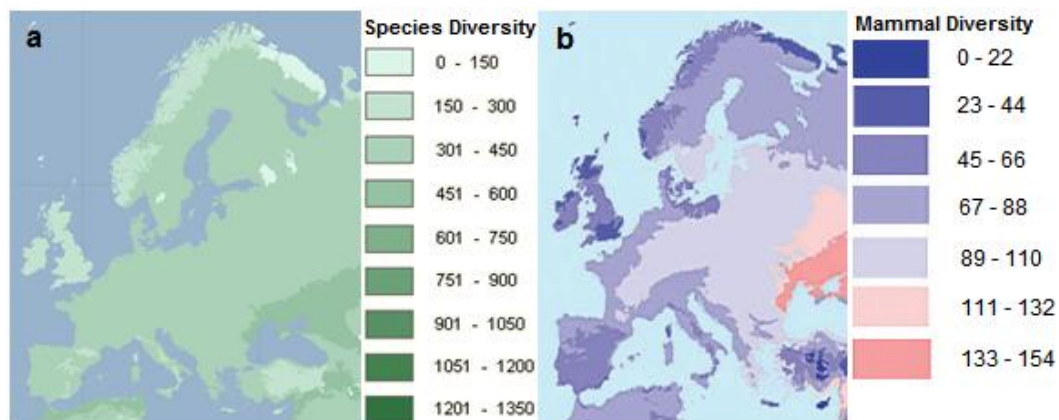 a
Species Diversity
0 - 150
150 - 300
301 - 450
451 - 600
601 - 750
751 - 900
901 - 1050
1051 - 1200
1201 - 1350
b
Mammal Diversity
0 - 22
23 - 44
45 - 66
67 - 88
89 - 110
111 - 132
133 - 154